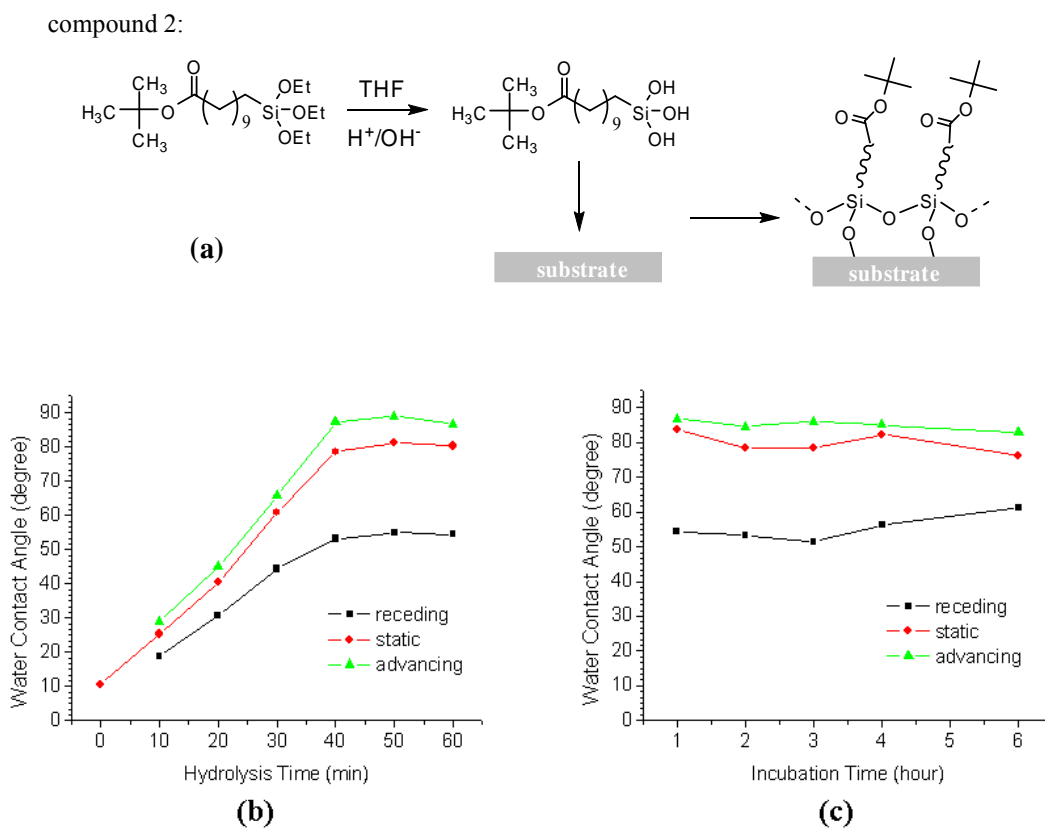 compound 2:
CH3
H3C
H3C
O
O
9
Si
OEt
OEt
OEt
THF
H+/OH-
CH3
H3C
H3C
O
O
9
Si
OH
OH
OH
O
O
O
O
Si
Si
O
O
O
O
O
substrate
substrate
(a)
Water Contact Angle (degree)
90
80
70
60
50
40
30
20
10
0
receding
static
advancing
0 10 20 30 40 50 60
Hydrolysis Time (min)
(b)
Water Contact Angle (degree)
90
80
70
60
50
40
30
20
10
0
receding
static
advancing
1 2 3 4 5 6
Incubation Time (hour)
(c)